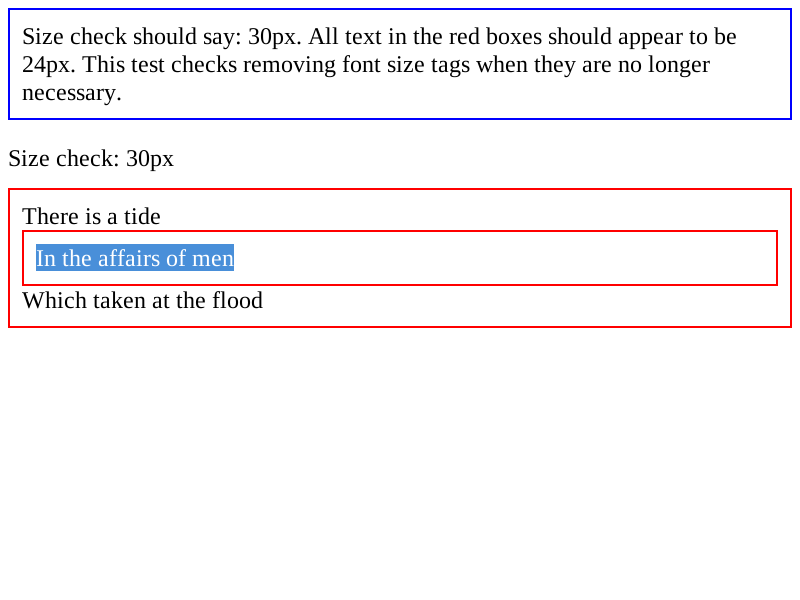 Size check should say: 30px. All text in the red boxes should appear to be
24px. This test checks removing font size tags when they are no longer
necessary.
Size check: 30px
There is a tide
In the affairs of men
Which taken at the flood